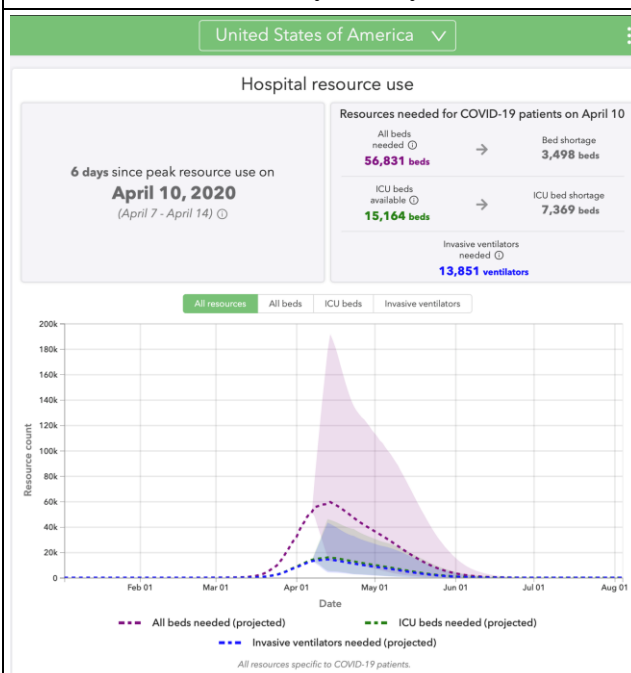 United States of America
Hospital resource use
6 days since peak resource use on
April 10, 2020
(April 7 - April 14) ⓘ
Resources needed for COVID-19 patients on April 10
All beds
needed ⓘ
56,831 beds
→
Bed shortage
3,498 beds
ICU beds
available ⓘ
15,164 beds
→
ICU bed shortage
7,369 beds
Invasive ventilators
needed ⓘ
13,851 ventilators
All resources All beds ICU beds Invasive ventilators
200k
180k
160k
140k
120k
100k
80k
60k
40k
20k
0
Resource count
Feb 01 Mar 01 Apr 01 May 01 Jun 01 Jul 01 Aug 01
Date
All beds needed (projected) ICU beds needed (projected)
Invasive ventilators needed (projected)
All resources specific to COVID-19 patients.